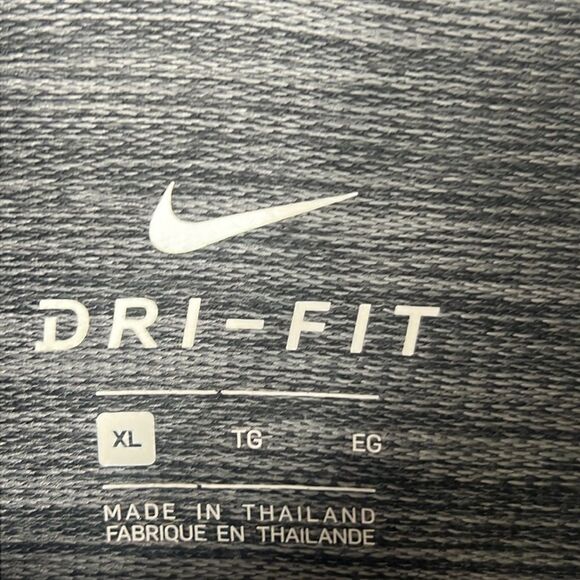 DRI-FIT
XL TG EG
MADE IN THAILAND
FABRIQUE EN THAILANDE